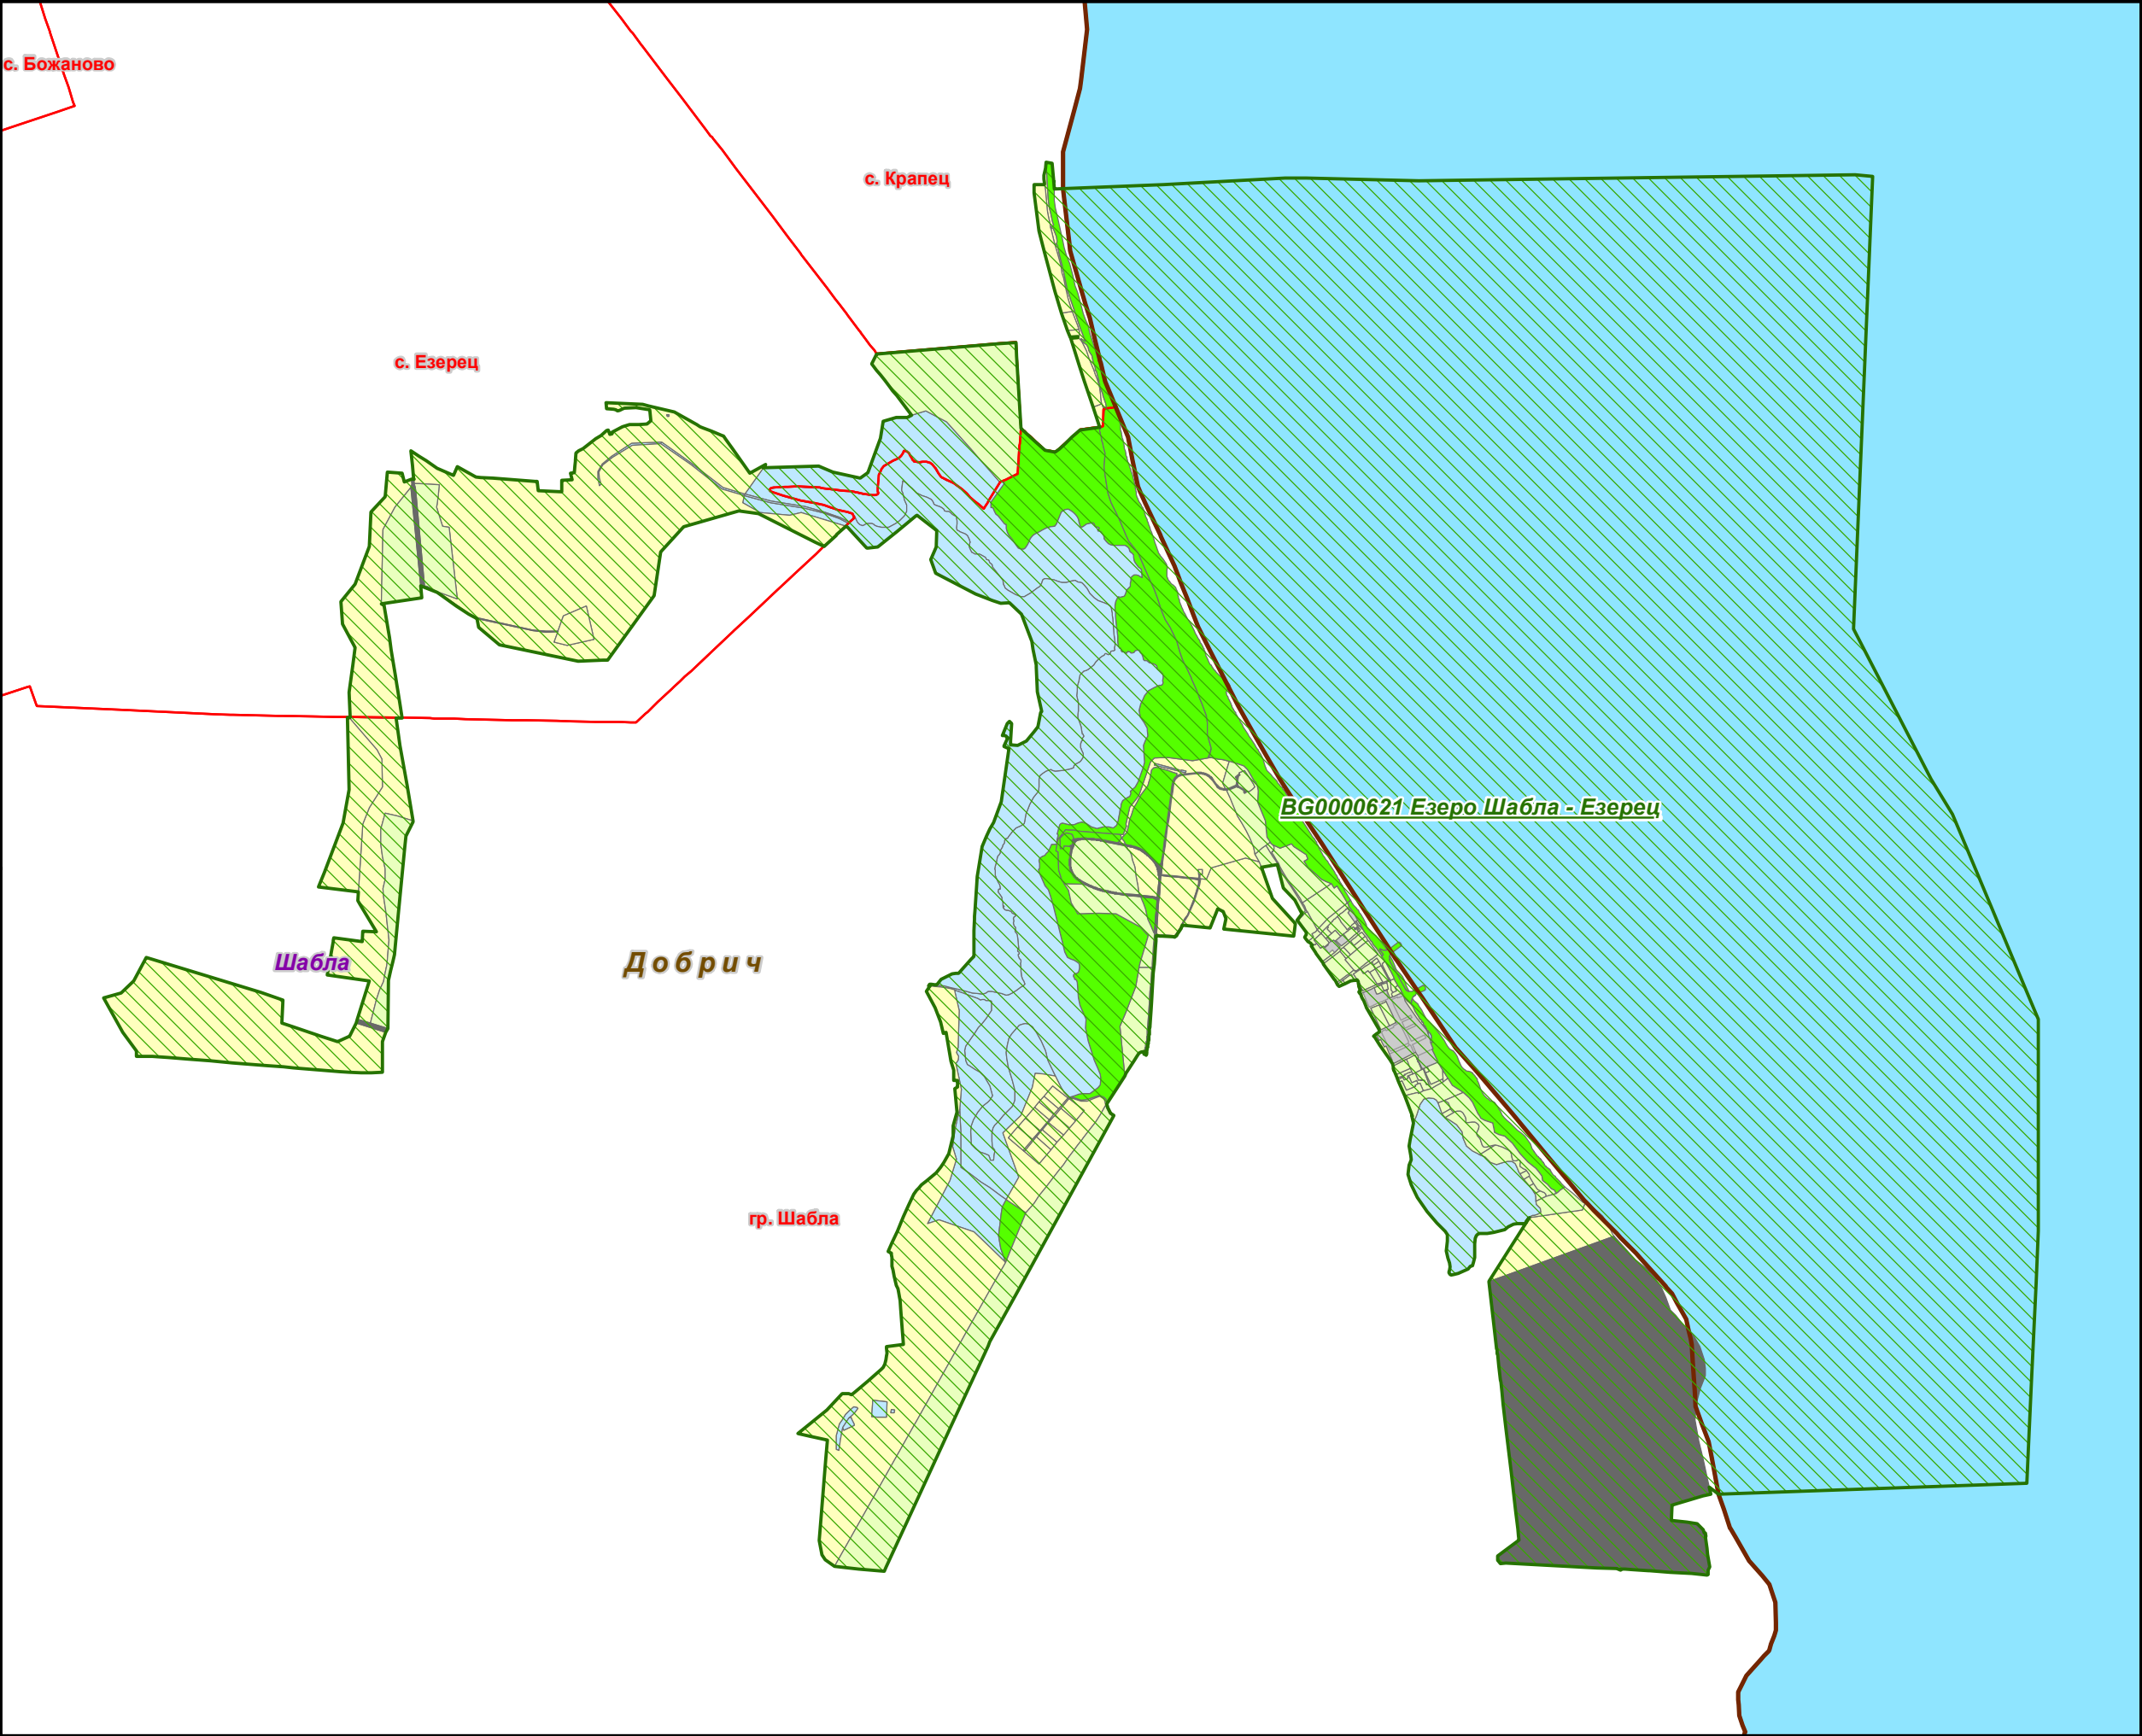 с. Божаново
с. Крапец
с. Езерец
BG0000621 Езеро Шабла - Езерец
Шабла
Добрич
гр. Шабла